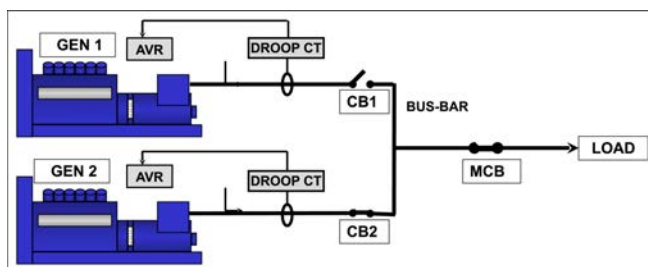 GEN 1
AVR
DROOP CT
CB1
BUS-BAR
GEN 2
AVR
DROOP CT
CB2
MCB
LOAD